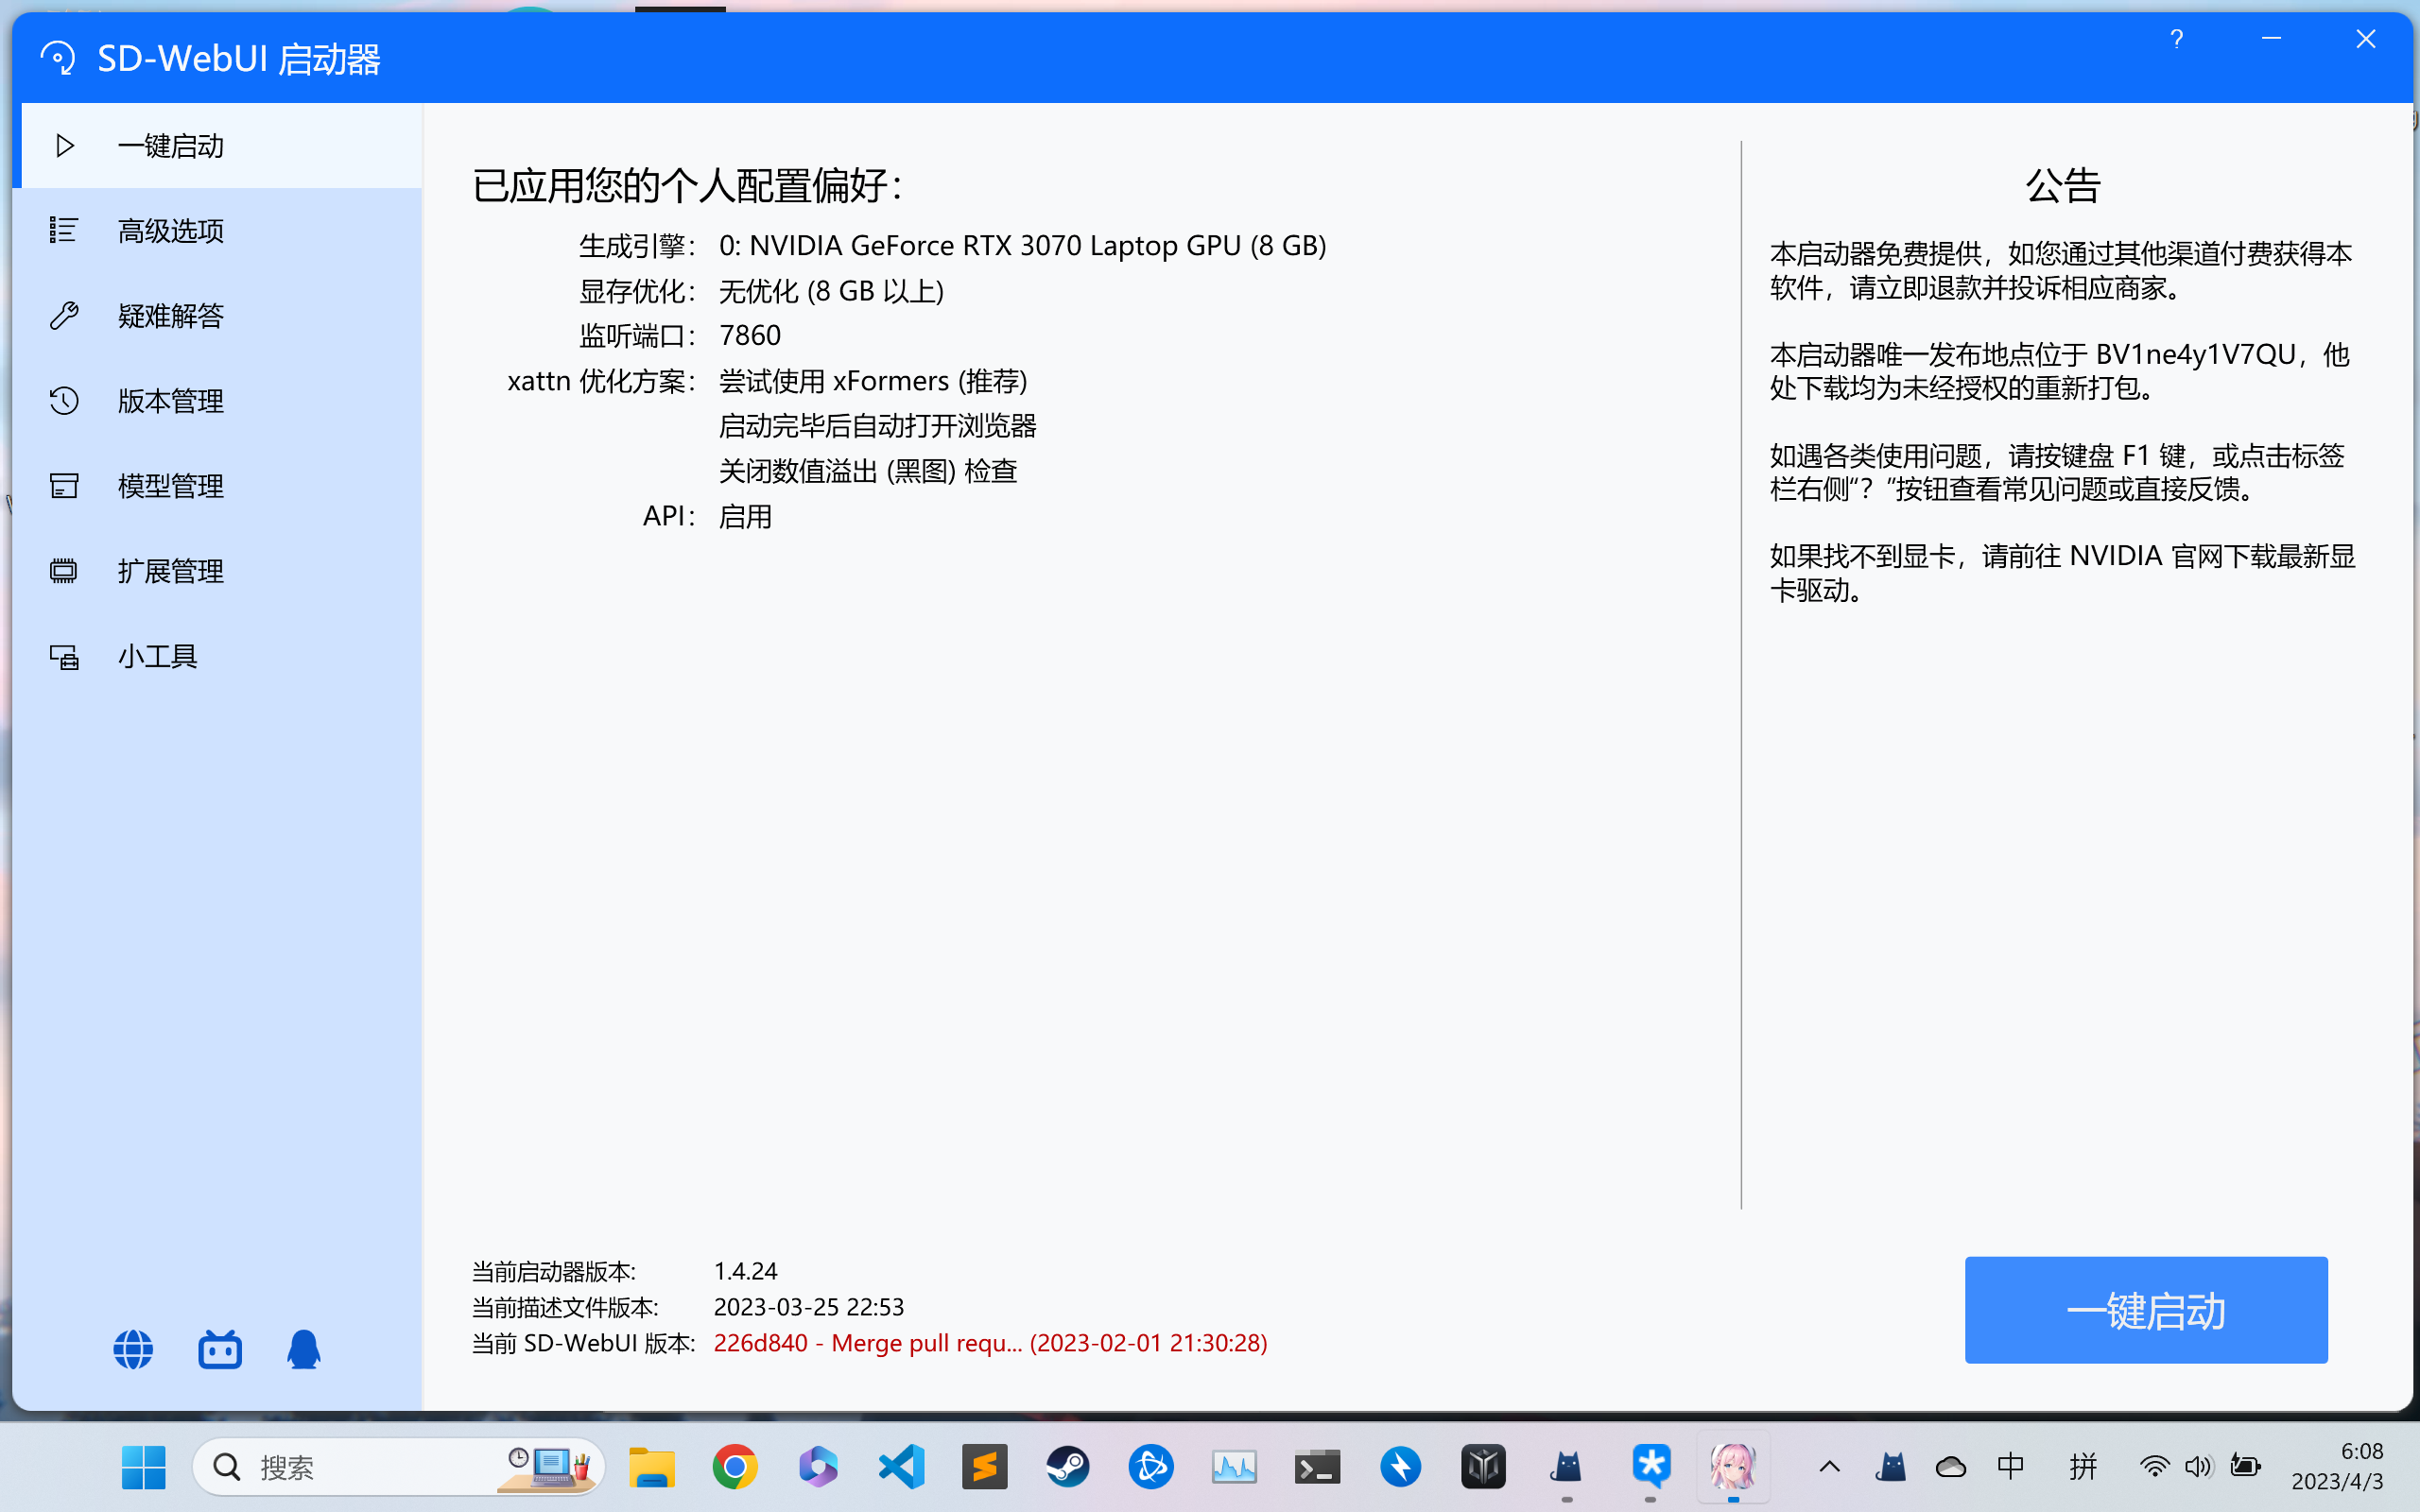 SD-WebUI 启动器
一键启动
高级选项
疑难解答
版本管理
模型管理
扩展管理
小工具
已应用您的个人配置偏好：
生成引擎： 0: NVIDIA GeForce RTX 3070 Laptop GPU (8 GB)
显存优化： 无优化 (8 GB 以上)
监听端口： 7860
xattn 优化方案： 尝试使用 xFormers (推荐)
启动完毕后自动打开浏览器
关闭数值溢出 (黑图) 检查
API： 启用
公告
本启动器免费提供，如您通过其他渠道付费获得本
软件，请立即退款并投诉相应商家。
本启动器唯一发布地点位于 BV1ne4y1V7QU，他
处下载均为未经授权的重新打包。
如遇各类使用问题，请按键盘 F1 键，或点击标签
栏右侧“？”按钮查看常见问题或直接反馈。
如果找不到显卡，请前往 NVIDIA 官网下载最新显
卡驱动。
当前启动器版本: 1.4.24
当前描述文件版本: 2023-03-25 22:53
当前 SD-WebUI 版本: 226d840 - Merge pull requ... (2023-02-01 21:30:28)
一键启动
搜索
中
拼
6:08
2023/4/3